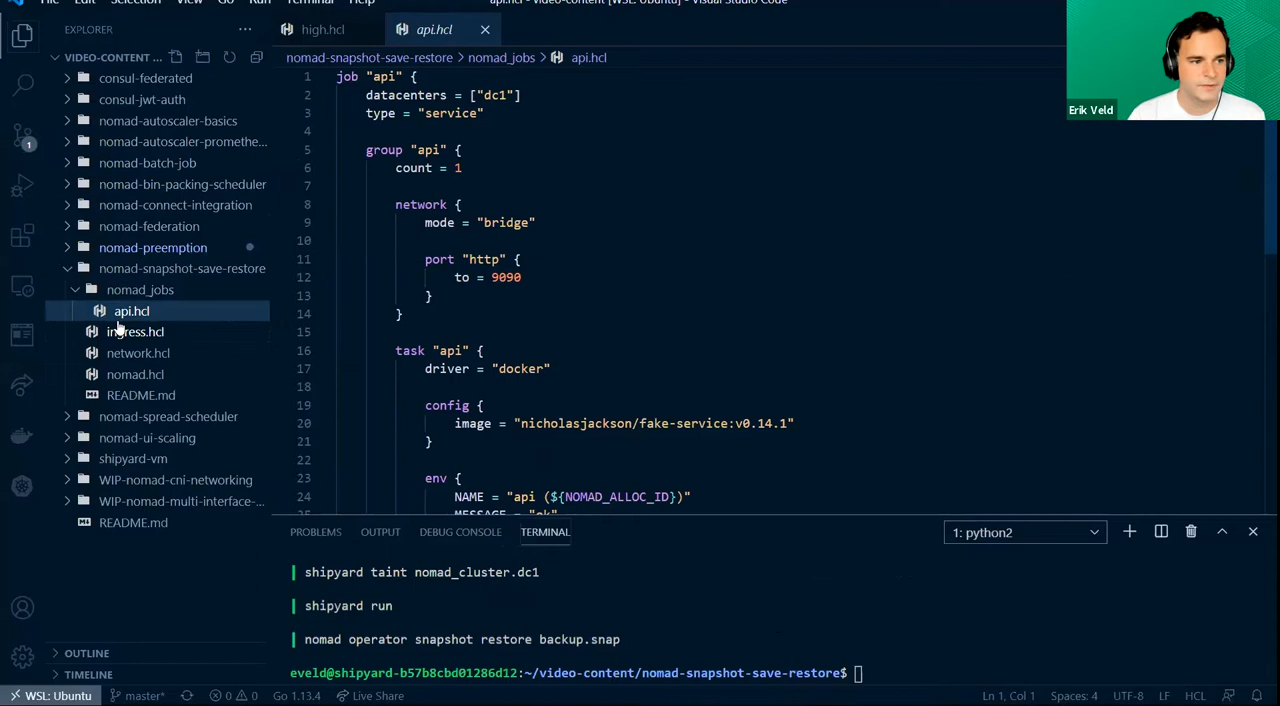 File Edit Selection View Go Run Terminal Help
api.hcl - video-content [WSL: Ubuntu] - Visual Studio Code
Erik Veld
EXPLORER ···
VIDEO-CONTENT ...
consul-federated
consul-jwt-auth
nomad-autoscaler-basics
nomad-autoscaler-promethe...
nomad-batch-job
nomad-bin-packing-scheduler
nomad-connect-integration
nomad-federation
nomad-preemption
nomad-snapshot-save-restore
nomad_jobs
api.hcl
ingress.hcl
network.hcl
nomad.hcl
README.md
nomad-spread-scheduler
nomad-ui-scaling
shipyard-vm
WIP-nomad-cni-networking
WIP-nomad-multi-interface-...
README.md
OUTLINE
TIMELINE
high.hcl
api.hcl
nomad-snapshot-save-restore > nomad_jobs > api.hcl
1 job "api" {
2 datacenters = ["dc1"]
3 type = "service"
4
5 group "api" {
6 count = 1
7
8 network {
9 mode = "bridge"
10
11 port "http" {
12 to = 9090
13 }
14 }
15
16 task "api" {
17 driver = "docker"
18
19 config {
20 image = "nicholasjackson/fake-service:v0.14.1"
21 }
22
23 env {
24 NAME = "api (${NOMAD_ALLOC_ID})"
25 MESSAGE = "ok"
PROBLEMS OUTPUT DEBUG CONSOLE TERMINAL 1: python2
shipyard taint nomad_cluster.dc1
shipyard run
nomad operator snapshot restore backup.snap
eveld@shipyard-b57b8cbd01286d12:~/video-content/nomad-snapshot-save-restore$
1
WSL: Ubuntu master* 0 0 Go 1.13.4 Live Share Ln 1, Col 1 Spaces: 4 UTF-8 LF HCL